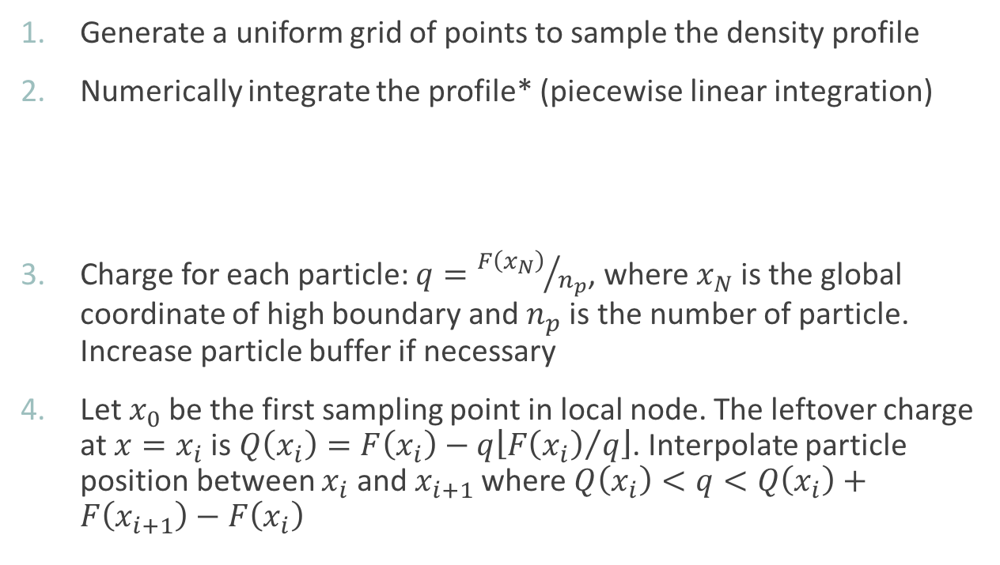 1. Generate a uniform grid of points to sample the density profile
2. Numerically integrate the profile* (piecewise linear integration)
3. Charge for each particle: q = F(x_N)/n_p, where x_N is the global
coordinate of high boundary and n_p is the number of particle.
Increase particle buffer if necessary
4. Let x_0 be the first sampling point in local node. The leftover charge
at x = x_i is Q(x_i) = F(x_i) − q⌊F(x_i)/q⌋. Interpolate particle
position between x_i and x_{i+1} where Q(x_i) < q < Q(x_i) +
F(x_{i+1}) − F(x_i)